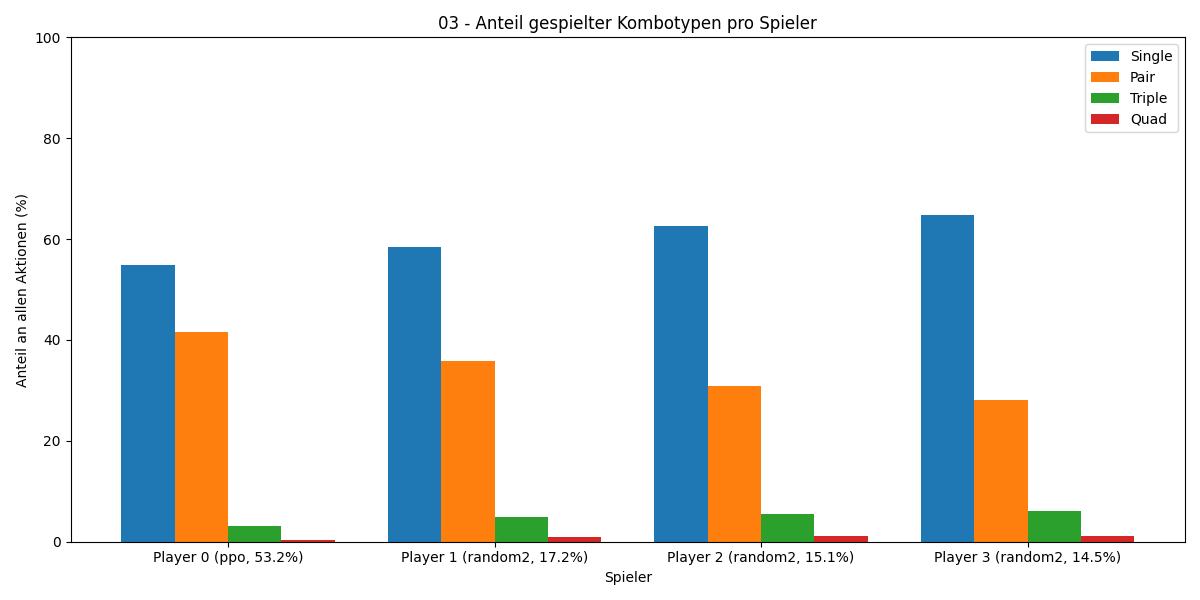 03 - Anteil gespielter Kombotypen pro Spieler
100
80
60
40
20
0
Anteil an allen Aktionen (%)
Single
Pair
Triple
Quad
Player 0 (ppo, 53.2%)
Player 1 (random2, 17.2%)
Player 2 (random2, 15.1%)
Player 3 (random2, 14.5%)
Spieler